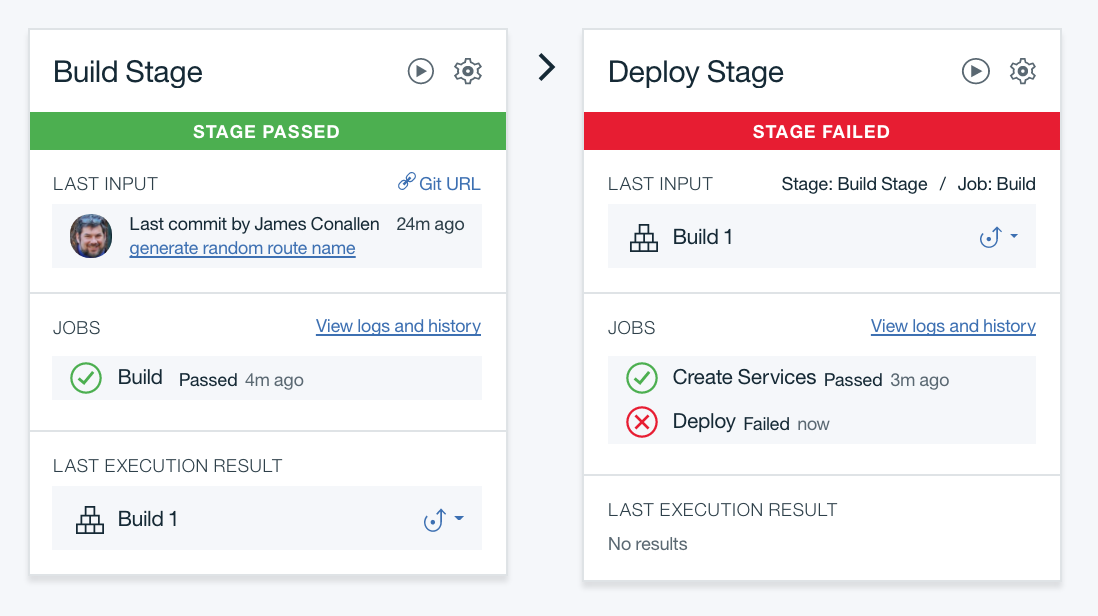 Build Stage
STAGE PASSED
LAST INPUT Git URL
Last commit by James Conallen 24m ago
generate random route name
JOBS View logs and history
Build Passed 4m ago
LAST EXECUTION RESULT
Build 1
Deploy Stage
STAGE FAILED
LAST INPUT Stage: Build Stage / Job: Build
Build 1
JOBS View logs and history
Create Services Passed 3m ago
Deploy Failed now
LAST EXECUTION RESULT
No results